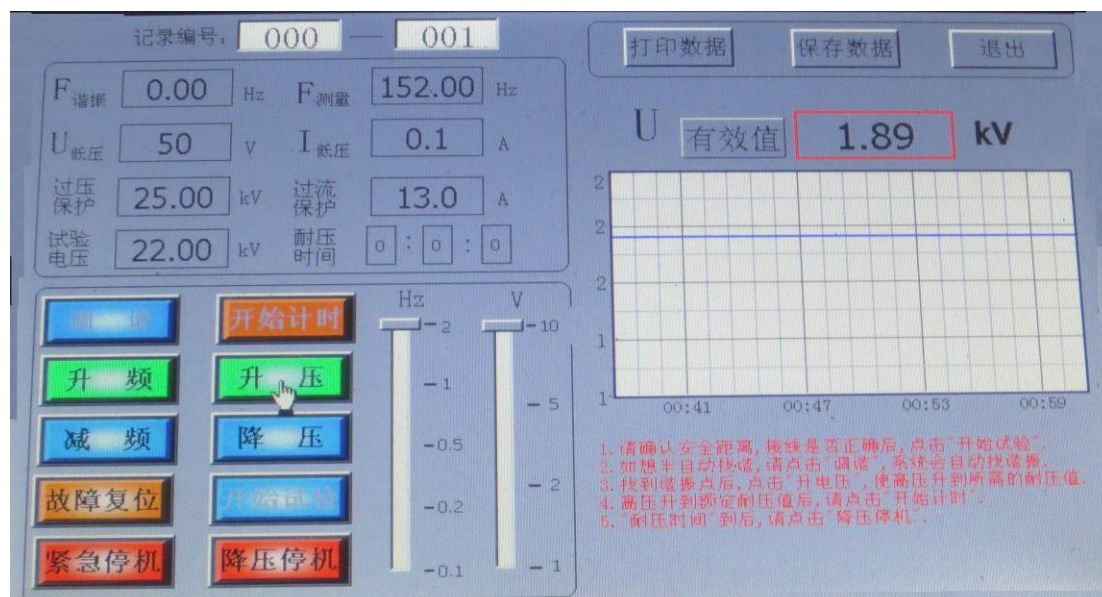 记录编号: 000 — 001
打印数据 保存数据 退出
F谐振 0.00 Hz F测量 152.00 Hz
U低压 50 V I低压 0.1 A
过压保护 25.00 kV 过流保护 13.0 A
试验电压 22.00 kV 耐压时间 0 : 0 : 0
U 有效值 1.89 kV
2
2
2
1
1
00:41 00:47 00:53 00:59
Hz V
2 10
1 5
0.5
0.2 2
0.1 1
调 谐 开始计时
升 频 升 压
减 频 降 压
故障复位 开始试验
紧急停机 降压停机
1. 请确认安全距离,接线是否正确后,点击"开始试验".
2. 如想半自动找谐,请点击"调谐",系统会自动找谐振.
3. 找到谐振点后,点击"升电压",使高压升到所需的耐压值.
4. 高压升到额定耐压值后,请点击"开始计时".
5. "耐压时间"到后,请点击"降压停机".